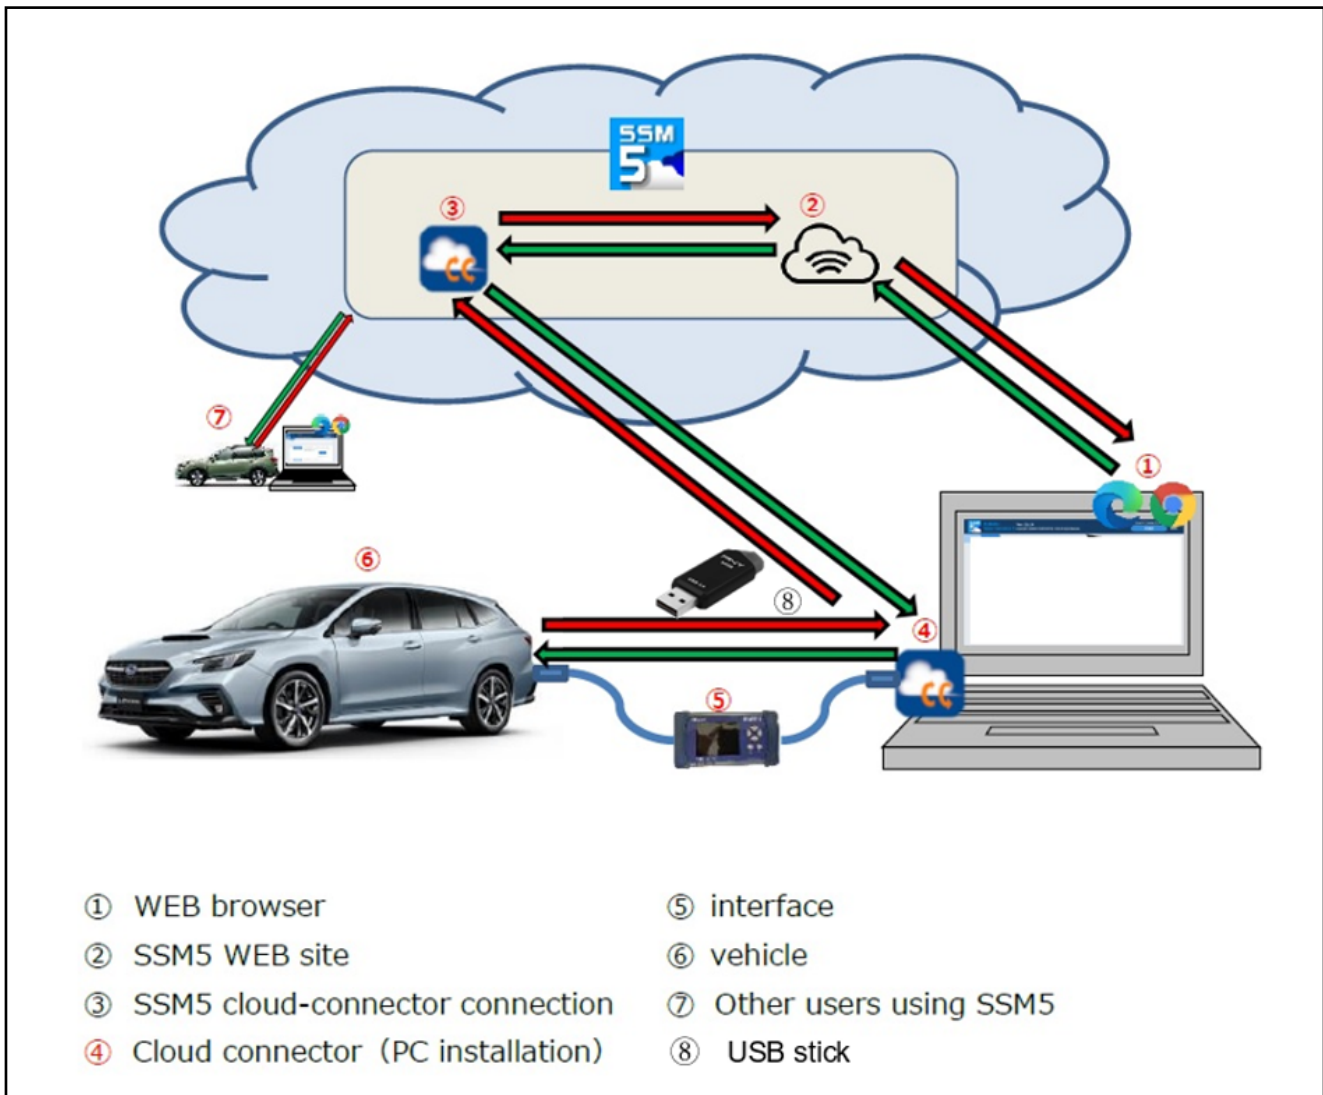 SSM
5
③
②
⑦
①
⑥
⑧
④
⑤
① WEB browser
② SSM5 WEB site
③ SSM5 cloud-connector connection
④ Cloud connector (PC installation)
⑤ interface
⑥ vehicle
⑦ Other users using SSM5
⑧ USB stick